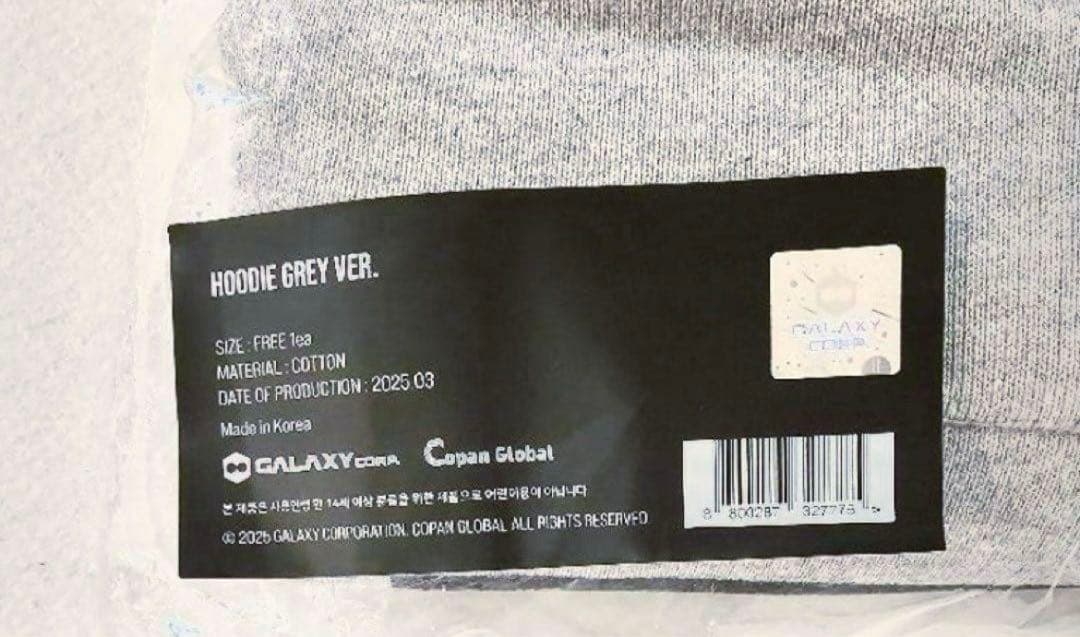 HOODIE GREY VER.
SIZE : FREE 1ea
MATERIAL : COTTON
DATE OF PRODUCTION : 2025.03
Made in Korea
GALAXY CORP. Copan Global
본 제품은 사용연령 만 14세 이상 분들을 위한 제품으로 어린이용이 아닙니다
© 2025 GALAXY CORPORATION. COPAN GLOBAL ALL RIGHTS RESERVED
GALAXY
CORP.
8 800287 327776 >